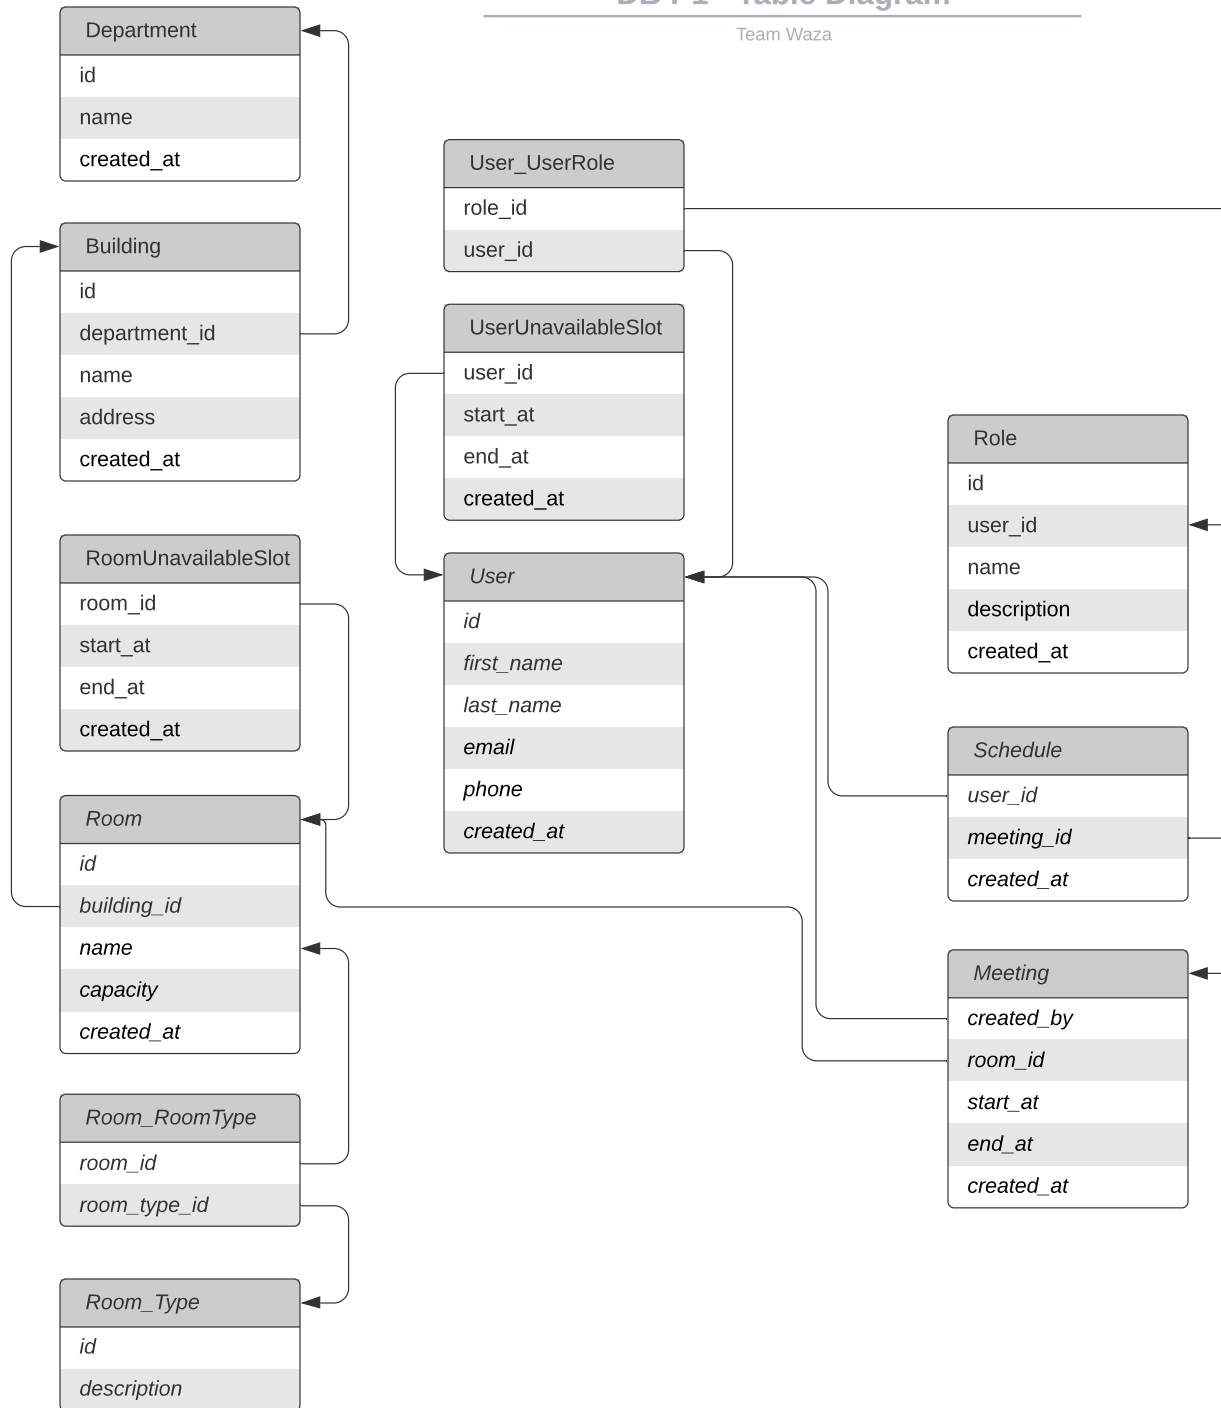 Table Diagram
Team Waza
Department
id
name
created_at
Building
id
department_id
name
address
created_at
RoomUnavailableSlot
room_id
start_at
end_at
created_at
Room
id
building_id
name
capacity
created_at
Room_RoomType
room_id
room_type_id
Room_Type
id
description
User_UserRole
role_id
user_id
UserUnavailableSlot
user_id
start_at
end_at
created_at
User
id
first_name
last_name
email
phone
created_at
Role
id
user_id
name
description
created_at
Schedule
user_id
meeting_id
created_at
Meeting
created_by
room_id
start_at
end_at
created_at